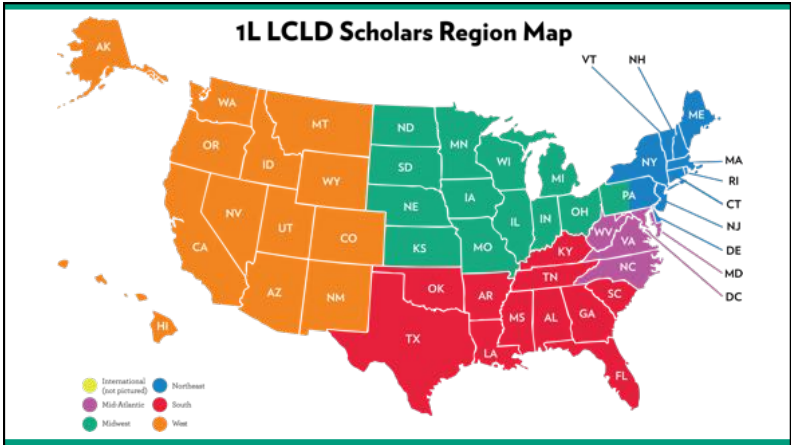 1L LCLD Scholars Region Map
AK
VT
NH
WA
ME
MT
ND
OR
MN
NY
MA
ID
SD
WI
MI
RI
WY
CT
NE
IA
PA
NV
IL
IN
OH
NJ
UT
CO
WV
DE
CA
KS
MO
VA
KY
MD
NC
TN
DC
OK
AZ
NM
AR
SC
MS
AL
GA
HI
TX
LA
FL
International
(not pictured)
Northeast
Mid-Atlantic
South
Midwest
West